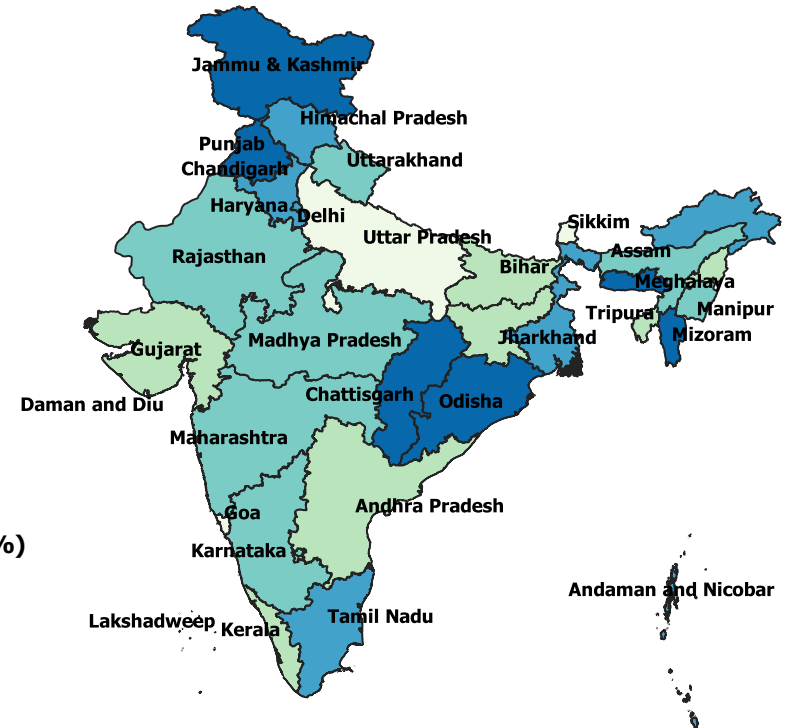 Jammu & Kashmir
Himachal Pradesh
Punjab
Uttarakhand
Chandigarh
Haryana
Delhi
Sikkim
Uttar Pradesh
Assam
Rajasthan
Bihar
Meghalaya
Manipur
Tripura
Mizoram
Madhya Pradesh
Jharkhand
Gujarat
Chattisgarh
Odisha
Daman and Diu
Maharashtra
Andhra Pradesh
Goa
%)
Karnataka
Andaman and Nicobar
Tamil Nadu
Lakshadweep
Kerala